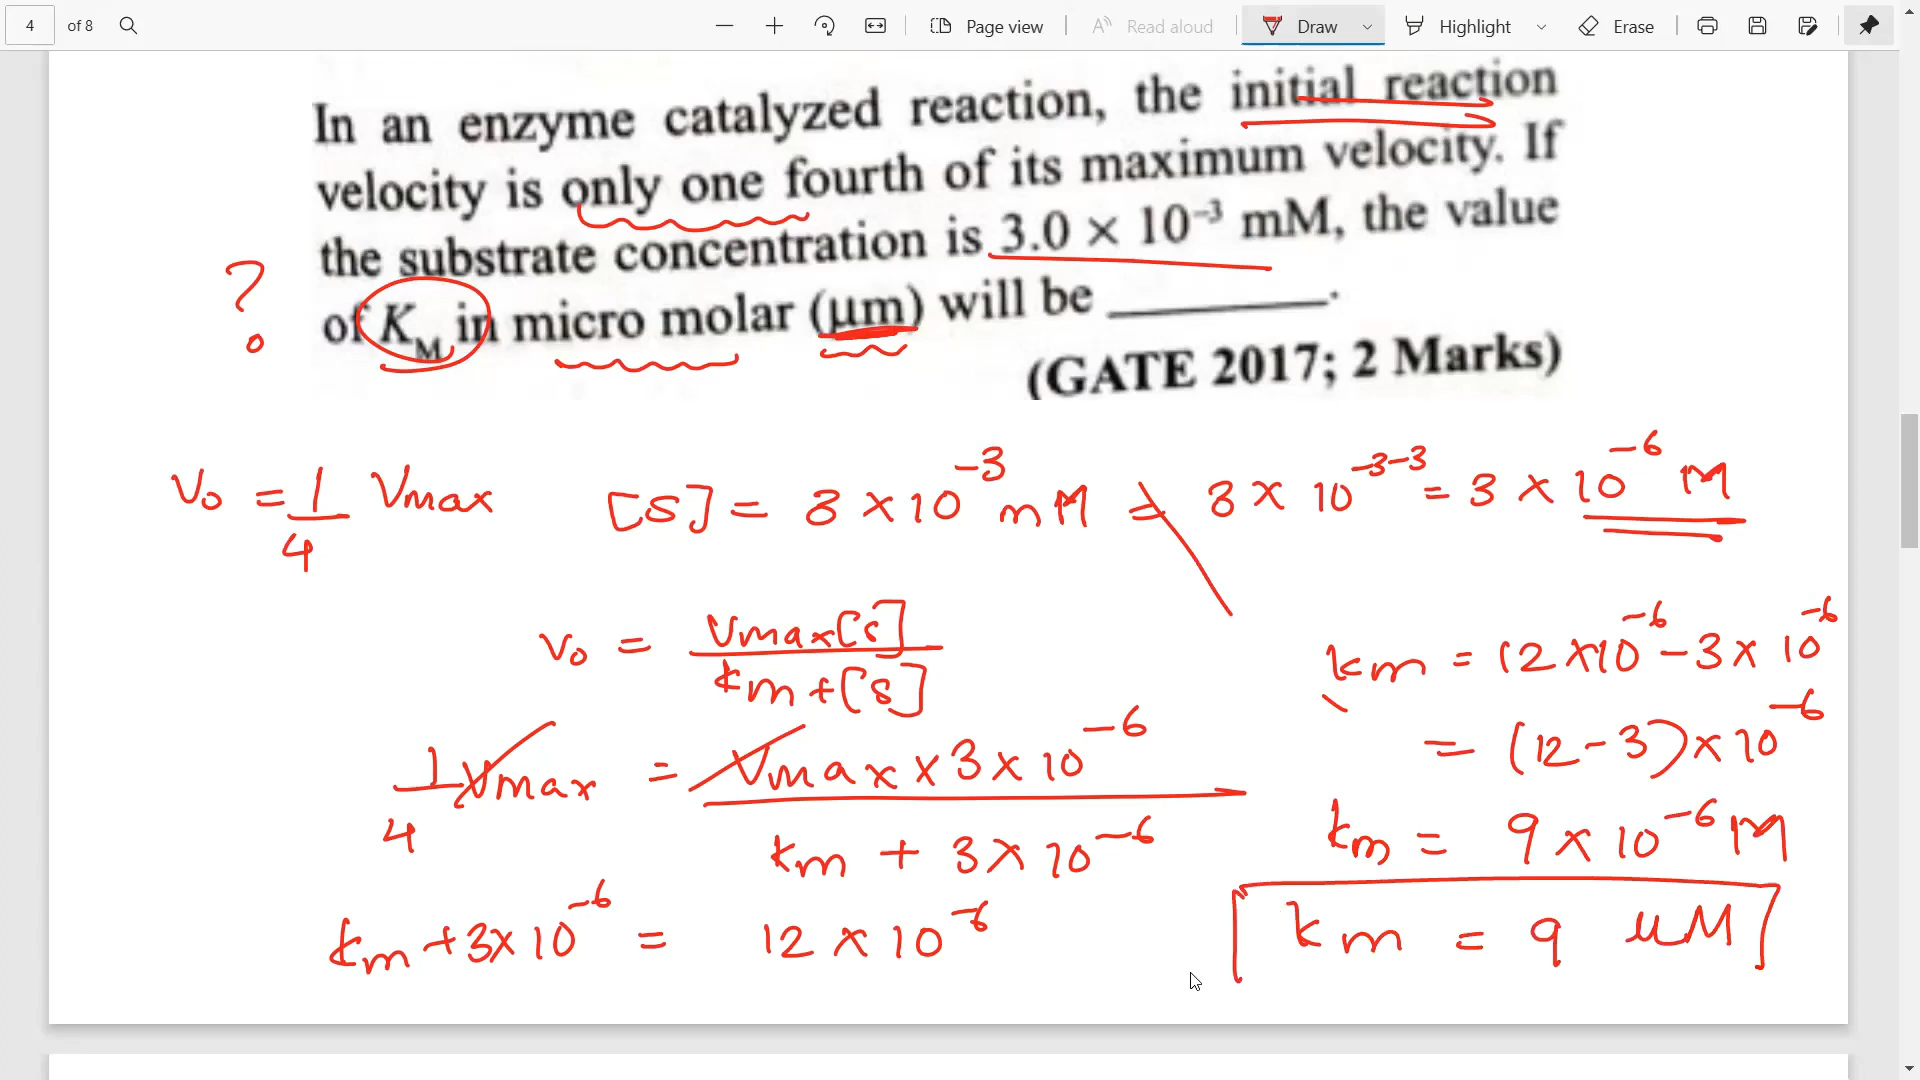 4 of 8 Page view Read aloud Draw Highlight Erase
In an enzyme catalyzed reaction, the initial reaction
velocity is only one fourth of its maximum velocity. If
the substrate concentration is 3.0 × 10⁻³ mM, the value
of K_M in micro molar (μm) will be ________.
?
(GATE 2017; 2 Marks)
V₀ = 1/4 Vmax [S] = 3 × 10⁻³ mM = 3 × 10⁻³⁻³ = 3 × 10⁻⁶ M
V₀ = Vmax[S] / km + [S]
1/4 Vmax = Vmax × 3 × 10⁻⁶ / km + 3 × 10⁻⁶
km + 3 × 10⁻⁶ = 12 × 10⁻⁶
km = 12 × 10⁻⁶ − 3 × 10⁻⁶
= (12 − 3) × 10⁻⁶
km = 9 × 10⁻⁶ M
km = 9 μM